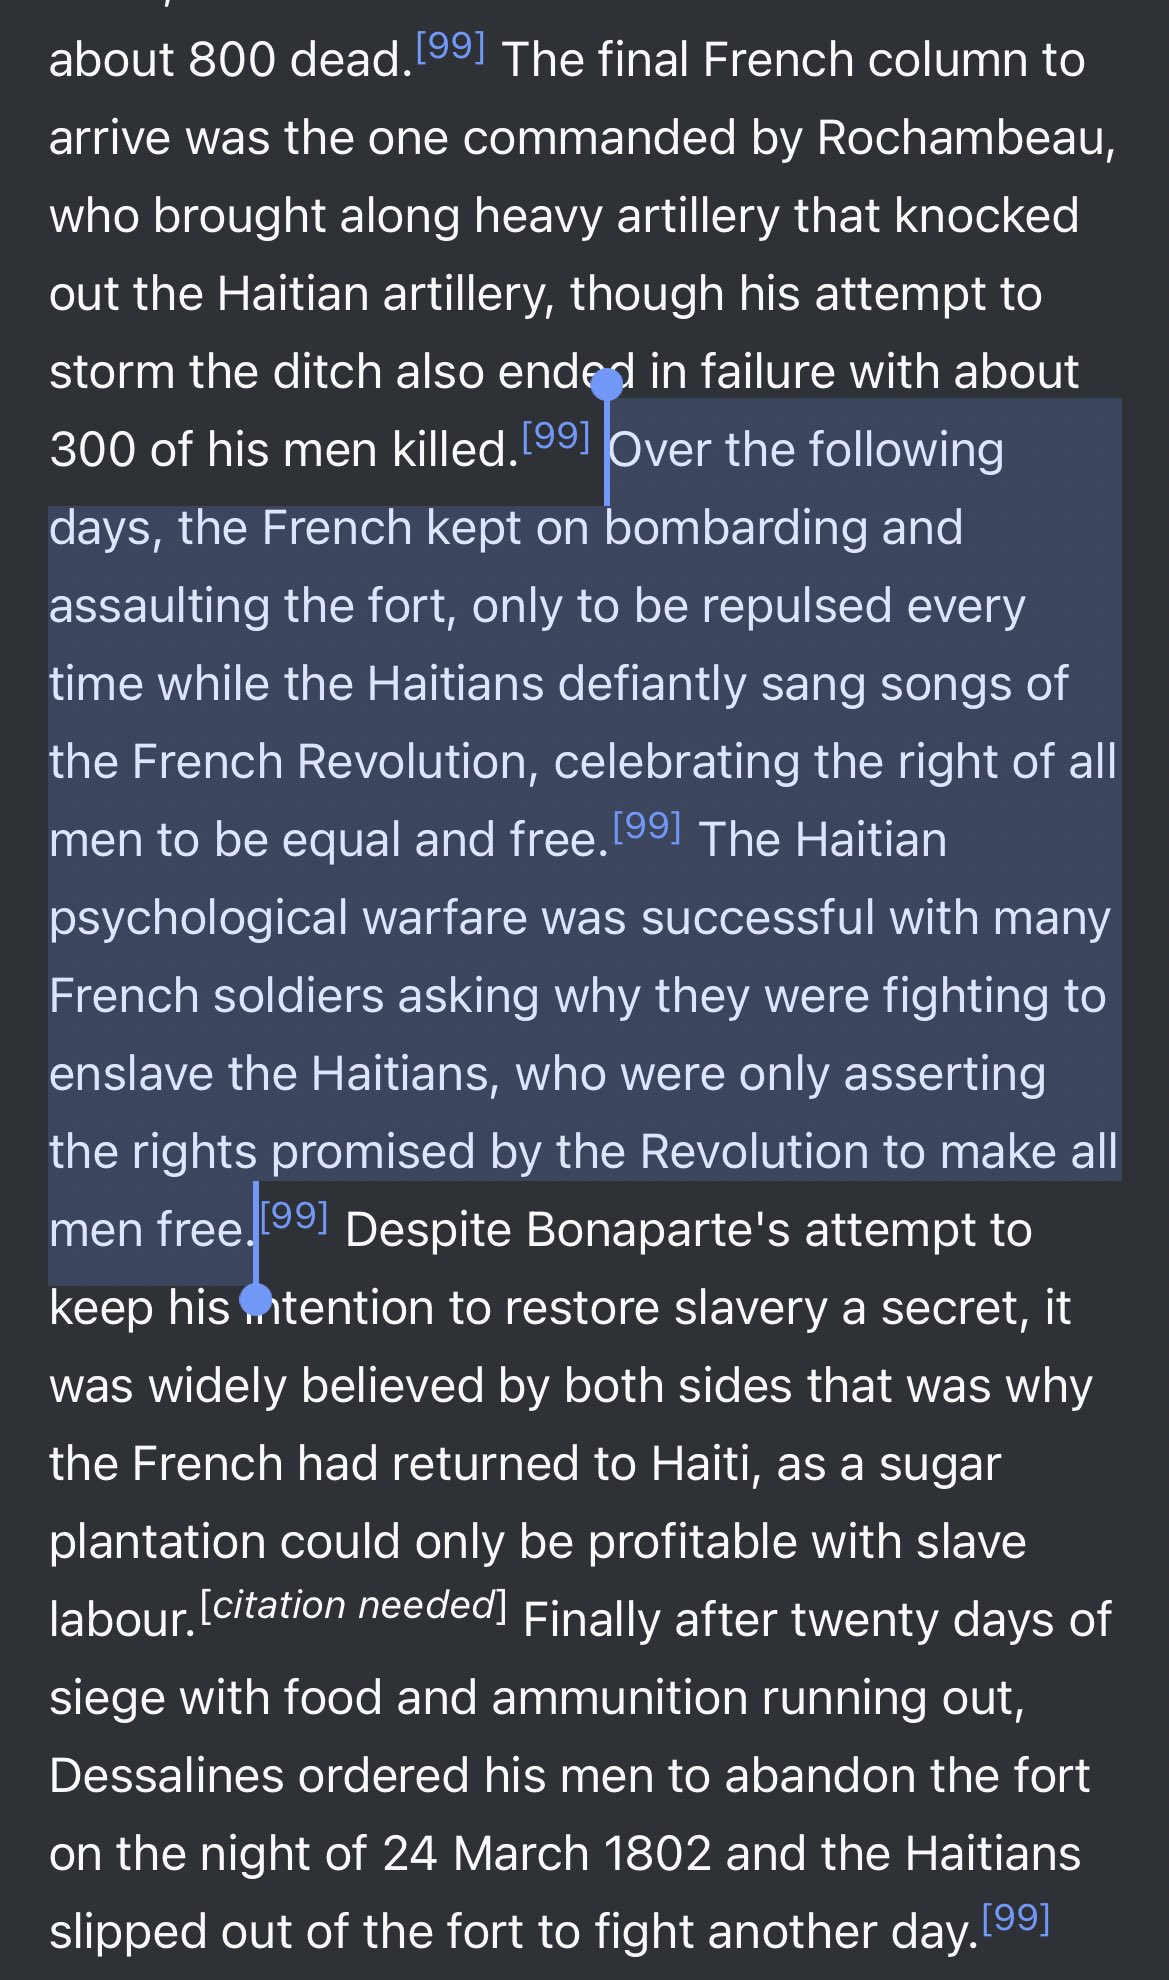 about 800 dead.[99] The final French column to
arrive was the one commanded by Rochambeau,
who brought along heavy artillery that knocked
out the Haitian artillery, though his attempt to
storm the ditch also ended in failure with about
300 of his men killed.[99] Over the following
days, the French kept on bombarding and
assaulting the fort, only to be repulsed every
time while the Haitians defiantly sang songs of
the French Revolution, celebrating the right of all
men to be equal and free.[99] The Haitian
psychological warfare was successful with many
French soldiers asking why they were fighting to
enslave the Haitians, who were only asserting
the rights promised by the Revolution to make all
men free.[99] Despite Bonaparte's attempt to
keep his intention to restore slavery a secret, it
was widely believed by both sides that was why
the French had returned to Haiti, as a sugar
plantation could only be profitable with slave
labour.[citation needed] Finally after twenty days of
siege with food and ammunition running out,
Dessalines ordered his men to abandon the fort
on the night of 24 March 1802 and the Haitians
slipped out of the fort to fight another day.[99]